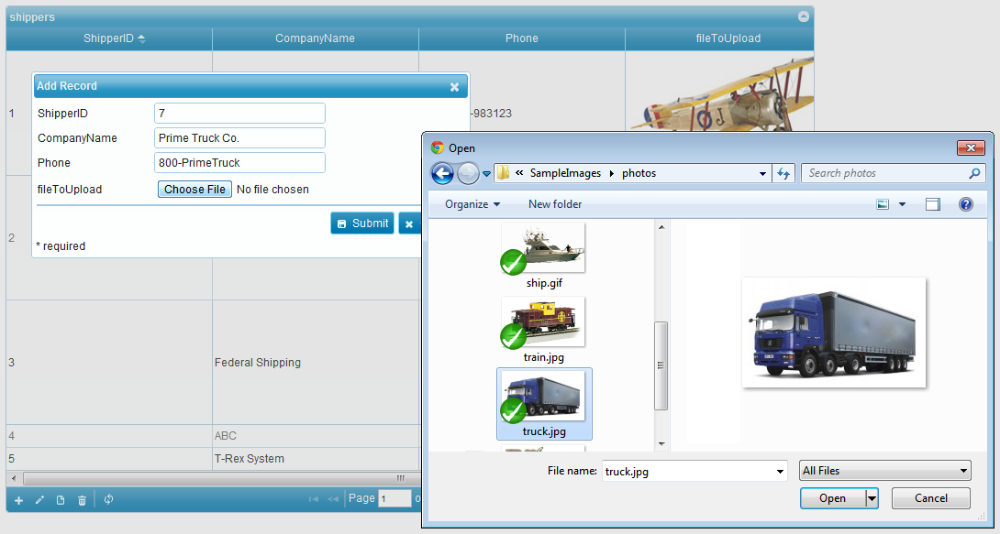 shippers
ShipperID CompanyName Phone fileToUpload
Add Record
ShipperID 7
CompanyName Prime Truck Co.
Phone 800-PrimeTruck
fileToUpload Choose File No file chosen
Submit
* required
1 -983123
2
3 Federal Shipping
4 ABC
5 T-Rex System
Page 1 o
Open
« SampleImages photos Search photos
Organize New folder
ship.gif
train.jpg
truck.jpg
File name: truck.jpg All Files
Open Cancel